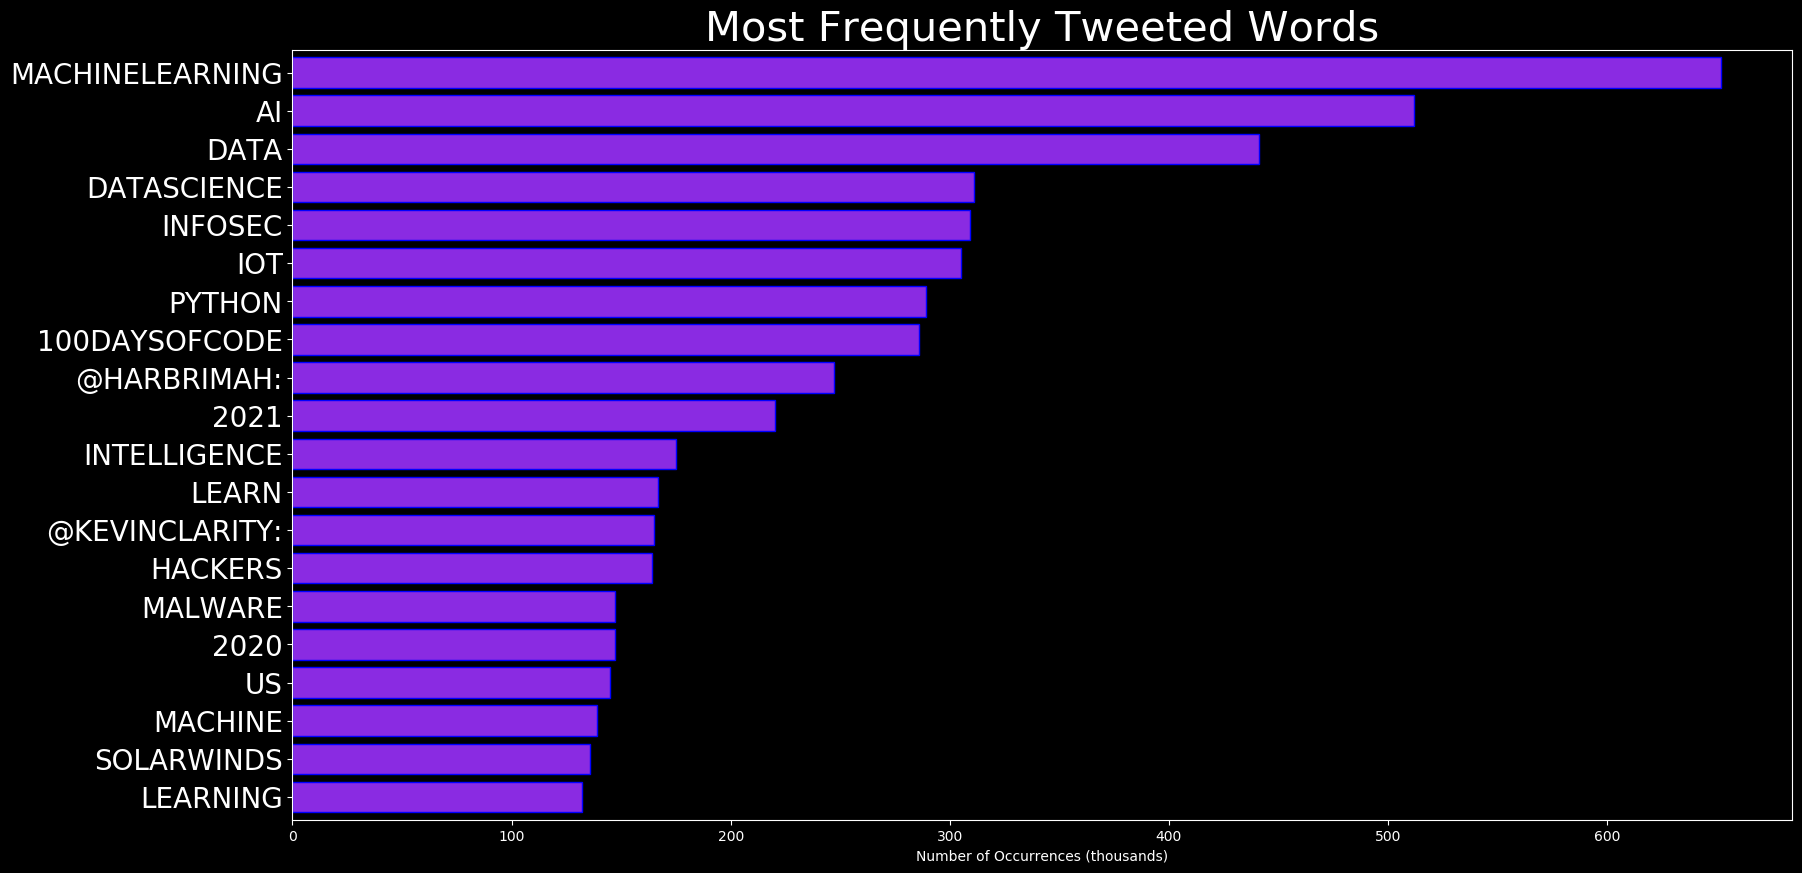 Most Frequently Tweeted Words
MACHINELEARNING
AI
DATA
DATASCIENCE
INFOSEC
IOT
PYTHON
100DAYSOFCODE
@HARBRIMAH:
2021
INTELLIGENCE
LEARN
@KEVINCLARITY:
HACKERS
MALWARE
2020
US
MACHINE
SOLARWINDS
LEARNING
0 100 200 300 400 500 600
Number of Occurrences (thousands)